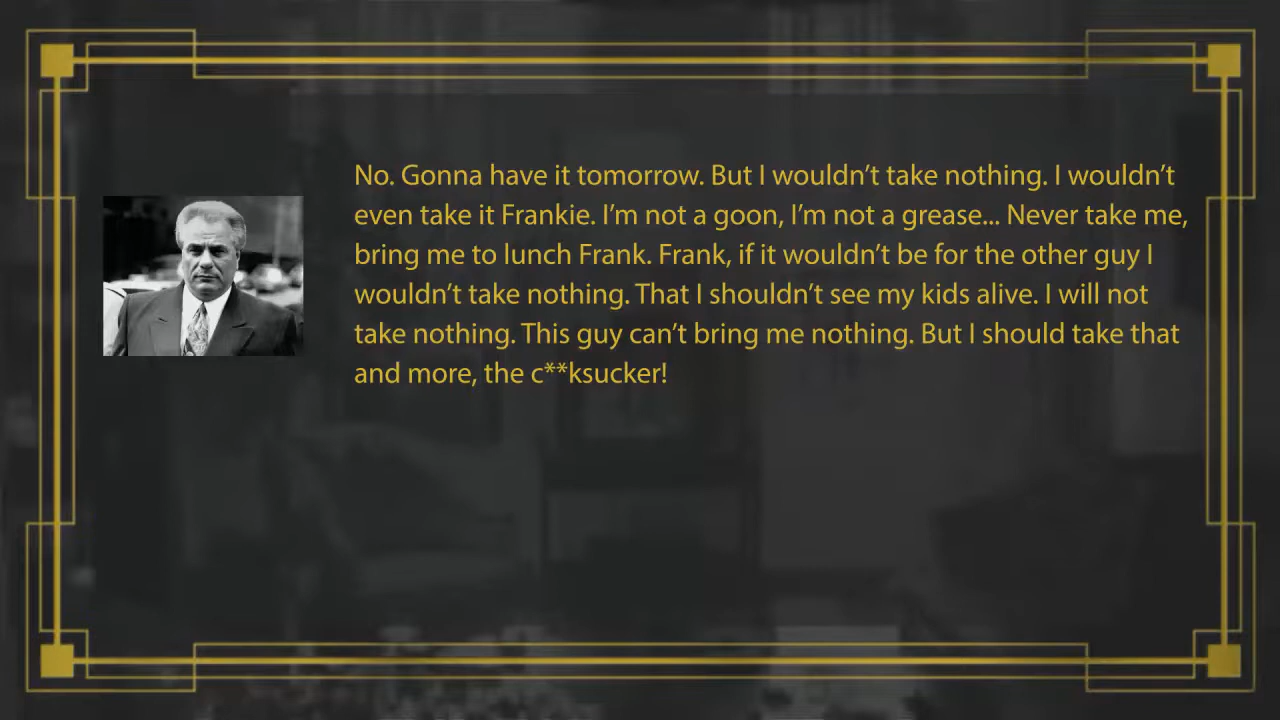 No. Gonna have it tomorrow. But I wouldn’t take nothing. I wouldn’t
even take it Frankie. I’m not a goon, I’m not a grease... Never take me,
bring me to lunch Frank. Frank, if it wouldn’t be for the other guy I
wouldn’t take nothing. That I shouldn’t see my kids alive. I will not
take nothing. This guy can’t bring me nothing. But I should take that
and more, the c**ksucker!